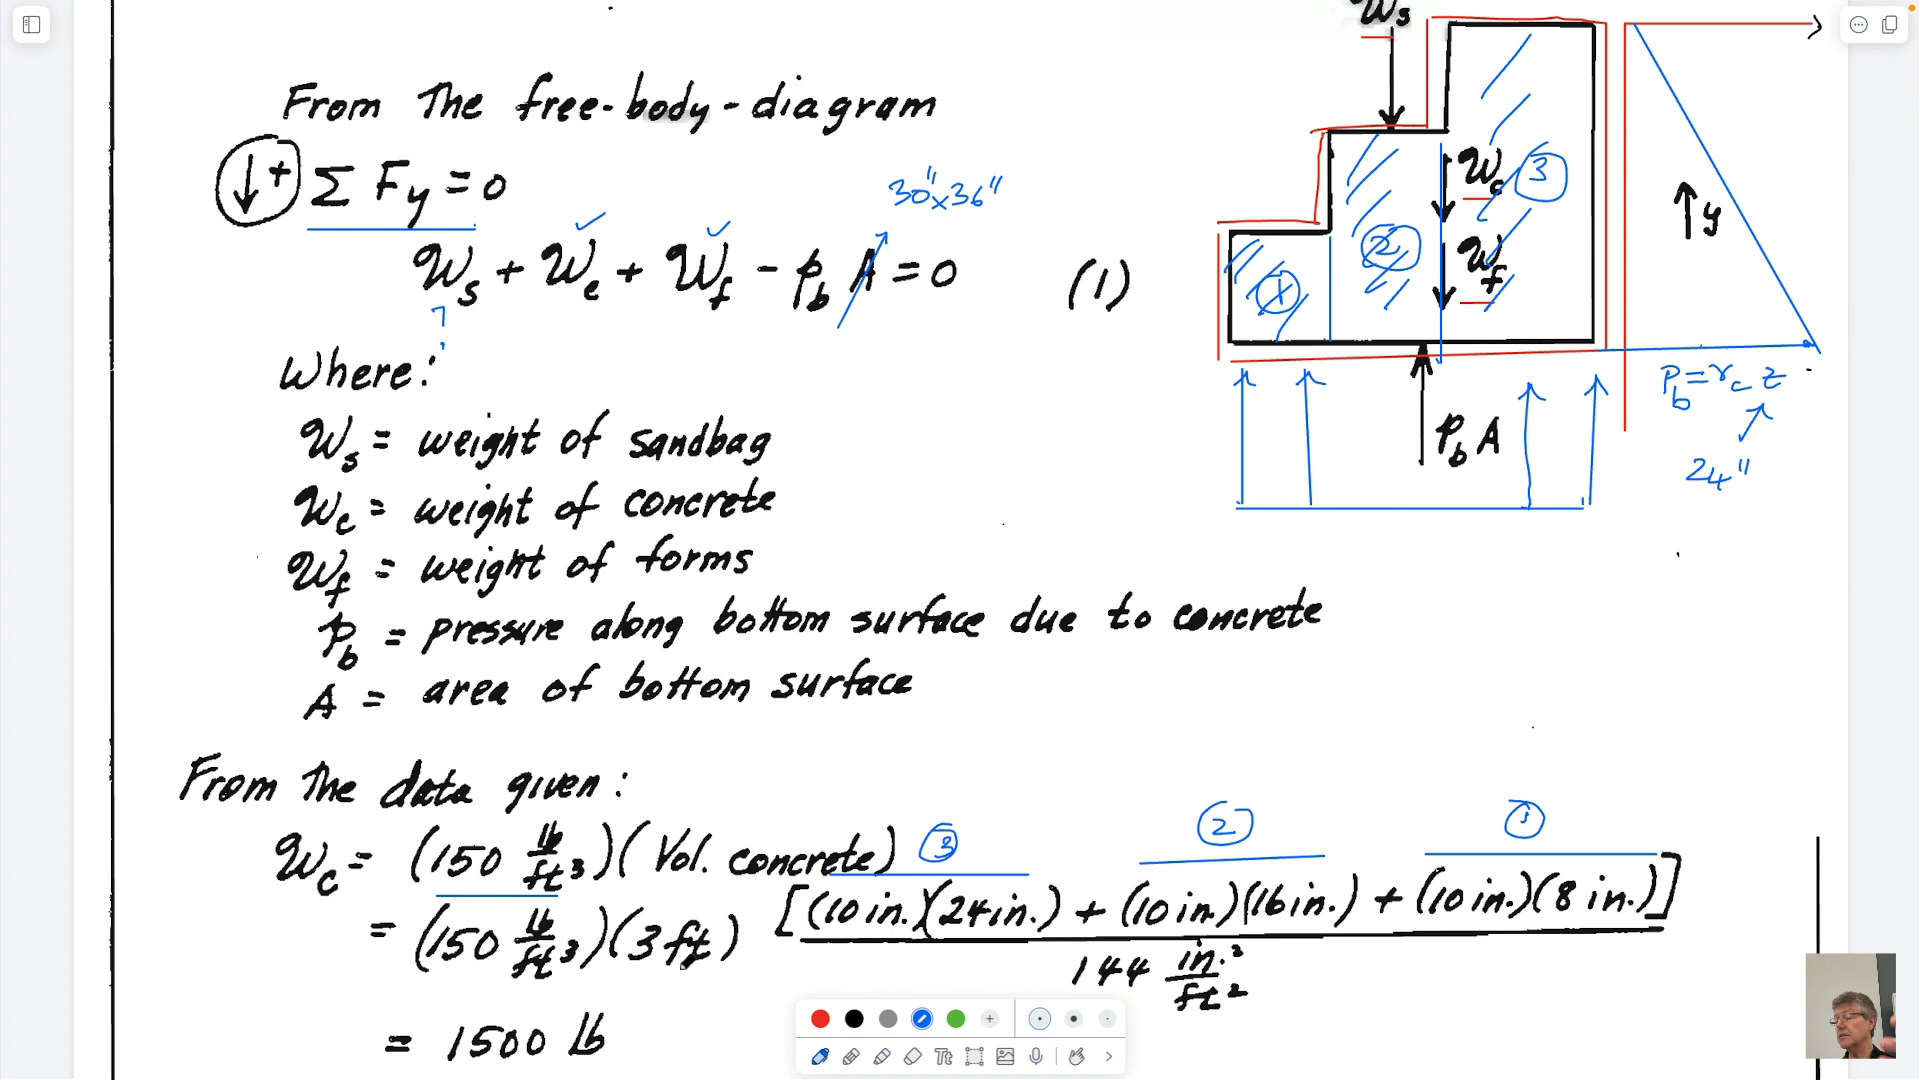 From the free-body-diagram
↓+ Σ Fy = 0
30" x 36"
Ws + Wc + Wf - pb A = 0 (1)
?
Where:
Ws = weight of sandbag
Wc = weight of concrete
Wf = weight of forms
pb = pressure along bottom surface due to concrete
A = area of bottom surface
From the data given:
Wc = (150 lb/ft3)(Vol. concrete)
③ ② ①
= (150 lb/ft3)(3 ft) [(10 in.)(24 in.) + (10 in.)(16 in.) + (10 in.)(8 in.)] / 144 in.2/ft2
= 1500 lb
Ws
Wc
③
②
Wf
①
↑y
pb A
pb = γc z
24"
Tt